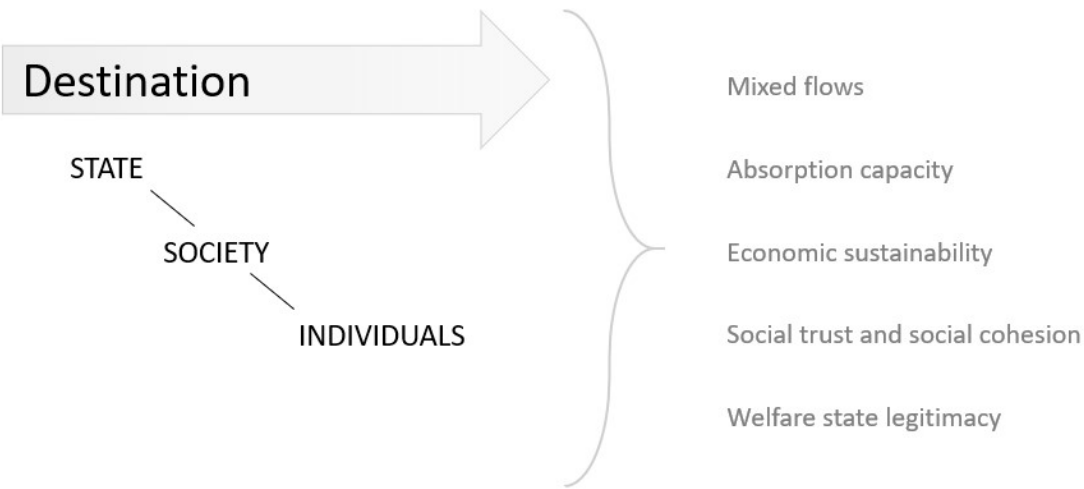 Destination
STATE
SOCIETY
INDIVIDUALS
Mixed flows
Absorption capacity
Economic sustainability
Social trust and social cohesion
Welfare state legitimacy